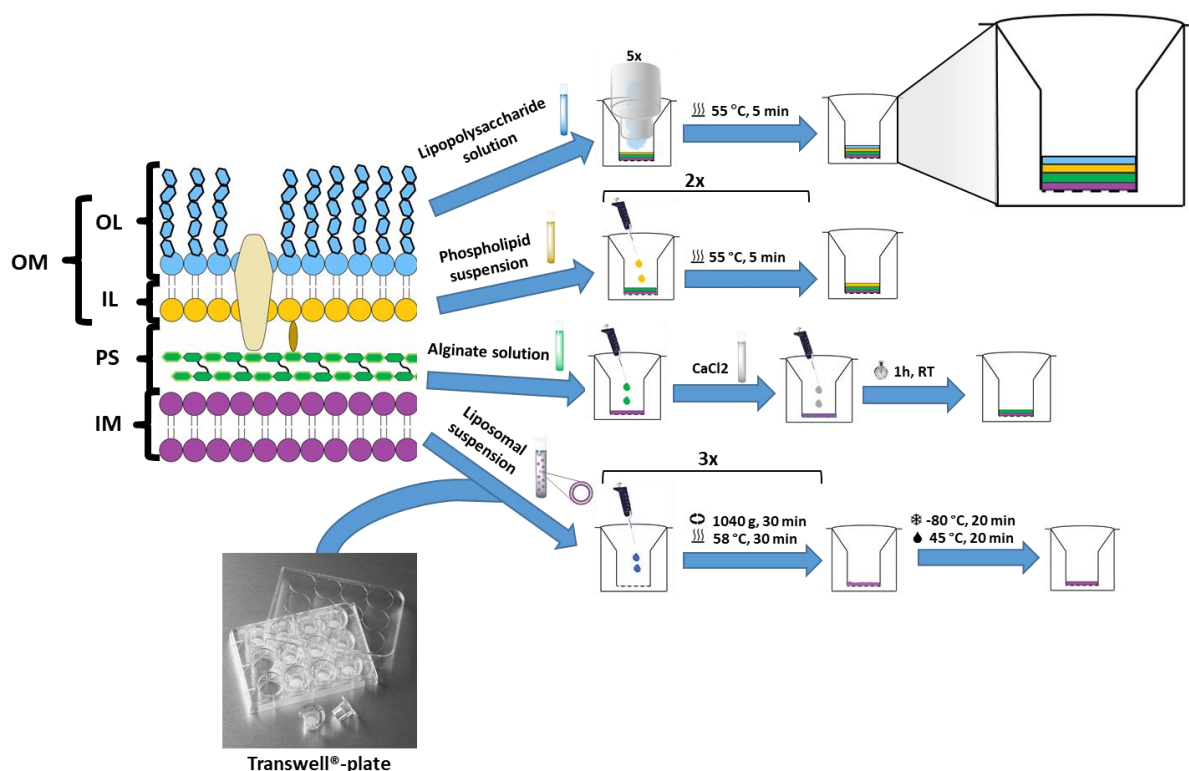 5x
Lipopolysaccharide
solution
55 °C, 5 min
2x
OL
OM
Phospholipid
suspension
55 °C, 5 min
IL
PS
Alginate solution
CaCl2
1h, RT
IM
Liposomal
suspension
3x
1040 g, 30 min
58 °C, 30 min
-80 °C, 20 min
45 °C, 20 min
Transwell®-plate